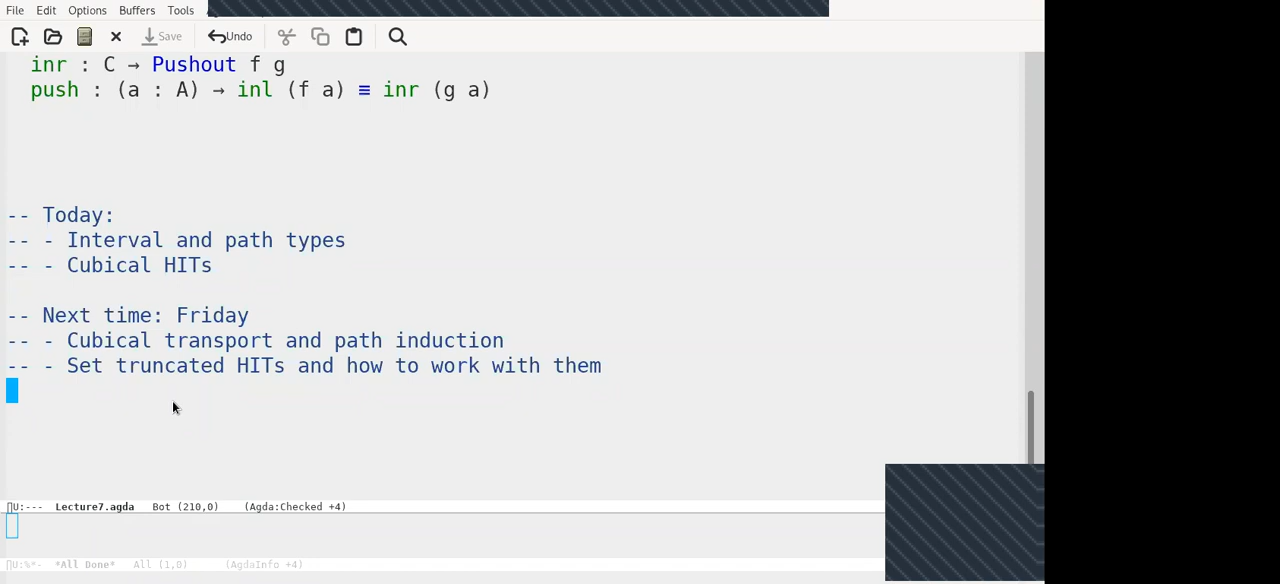 File Edit Options Buffers Tools
Save Undo
inr : C → Pushout f g
push : (a : A) → inl (f a) ≡ inr (g a)
-- Today:
-- - Interval and path types
-- - Cubical HITs
-- Next time: Friday
-- - Cubical transport and path induction
-- - Set truncated HITs and how to work with them
U:--- Lecture7.agda Bot (210,0) (Agda:Checked +4)
U:%*- *All Done* All (1,0) (AgdaInfo +4)